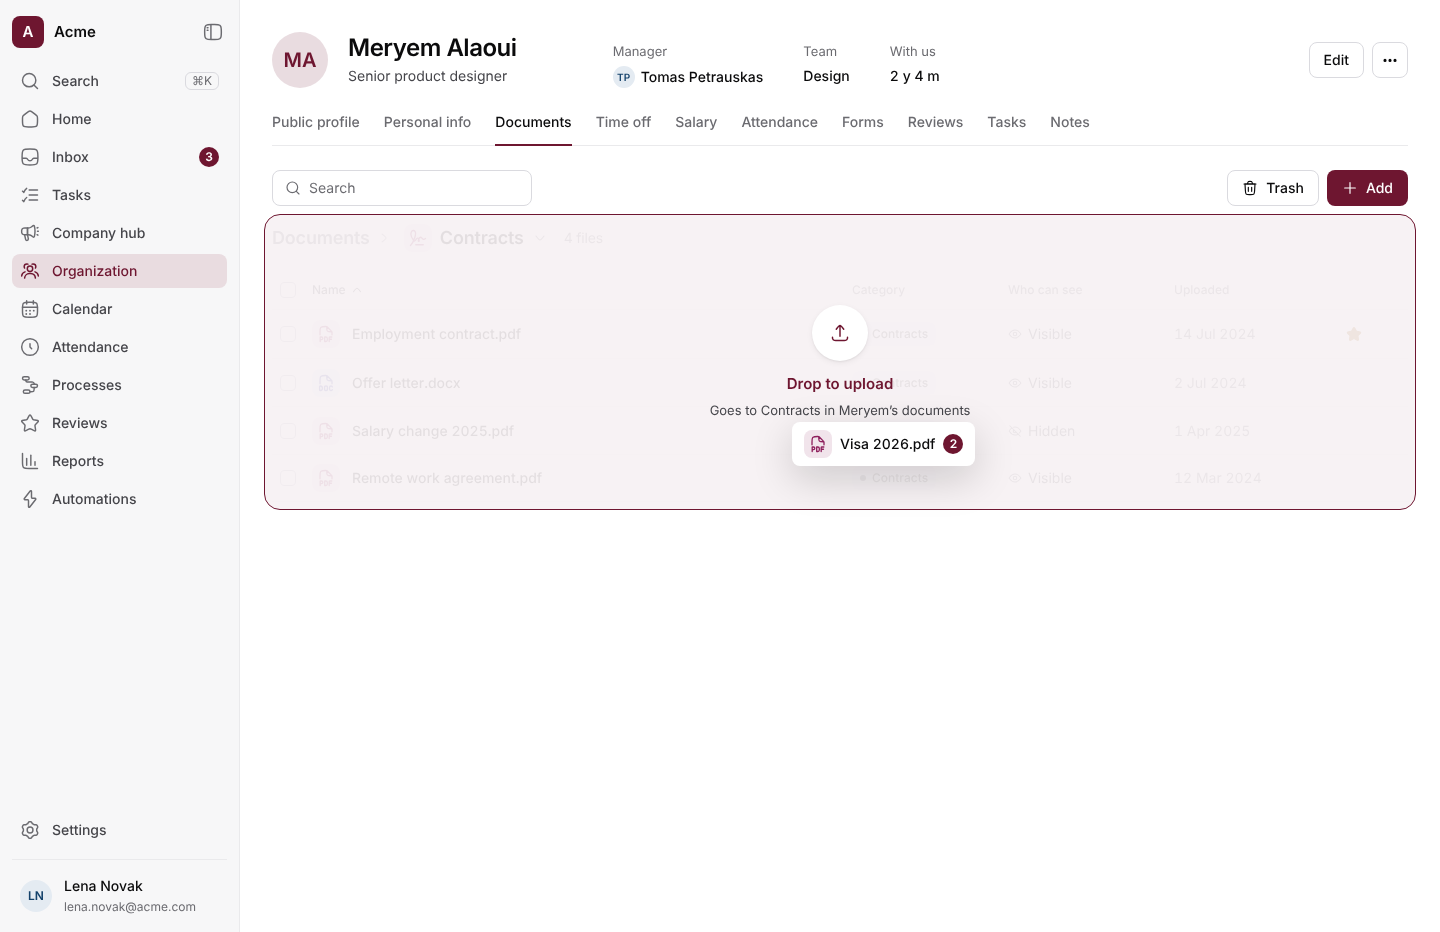 A Acme
Search ⌘K
Home
Inbox 3
Tasks
Company hub
Organization
Calendar
Attendance
Processes
Reviews
Reports
Automations
Settings
LN Lena Novak
lena.novak@acme.com
MA Meryem Alaoui
Senior product designer
Manager
TP Tomas Petrauskas
Team
Design
With us
2 y 4 m
Edit
Public profile Personal info Documents Time off Salary Attendance Forms Reviews Tasks Notes
Search
Trash
Add
Documents Contracts 4 files
Name Category Who can see Uploaded
Employment contract.pdf Contracts Visible 14 Jul 2024
Offer letter.docx Contracts Visible 2 Jul 2024
Salary change 2025.pdf Hidden 1 Apr 2025
Remote work agreement.pdf Contracts Visible 12 Mar 2024
Drop to upload
Goes to Contracts in Meryem’s documents
PDF Visa 2026.pdf 2